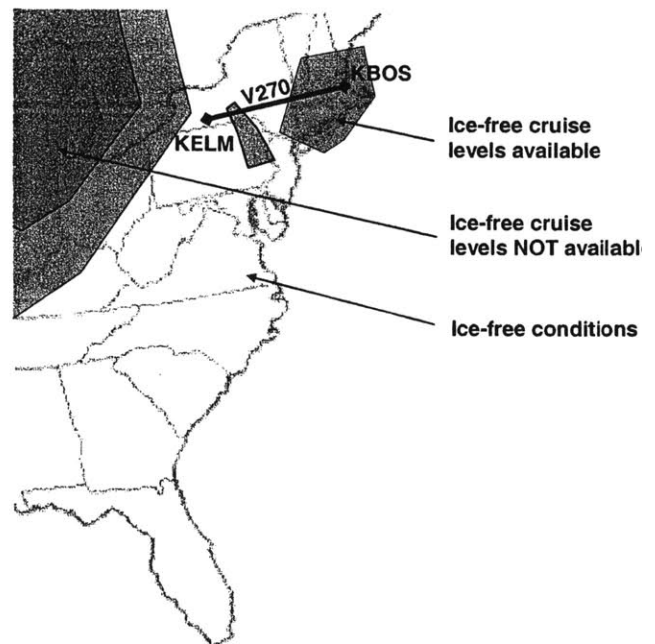 KBOS
V270
KELM
Ice-free cruise
levels available
Ice-free cruise
levels NOT availabl
Ice-free conditions